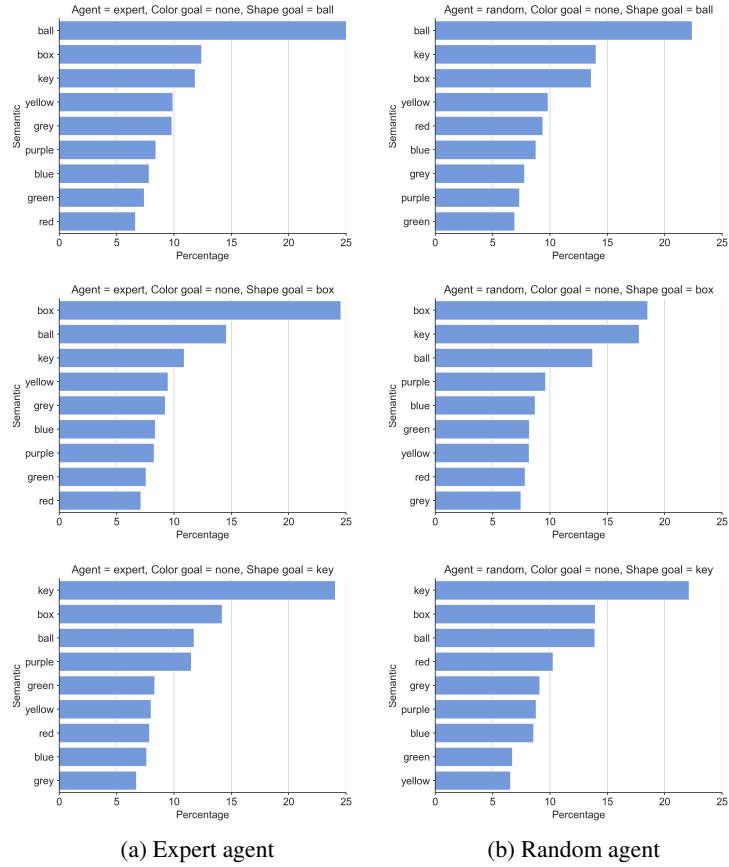 Agent = expert, Color goal = none, Shape goal = ball
Semantic
ball
box
key
yellow
grey
purple
blue
green
red
0 5 10 15 20 25
Percentage
Agent = random, Color goal = none, Shape goal = ball
Semantic
ball
key
box
yellow
red
blue
grey
purple
green
0 5 10 15 20 25
Percentage
Agent = expert, Color goal = none, Shape goal = box
Semantic
box
ball
key
yellow
grey
blue
purple
green
red
0 5 10 15 20 25
Percentage
Agent = random, Color goal = none, Shape goal = box
Semantic
box
key
ball
purple
blue
green
yellow
red
grey
0 5 10 15 20 25
Percentage
Agent = expert, Color goal = none, Shape goal = key
Semantic
key
box
ball
purple
green
yellow
red
blue
grey
0 5 10 15 20 25
Percentage
Agent = random, Color goal = none, Shape goal = key
Semantic
key
box
ball
red
grey
purple
blue
green
yellow
0 5 10 15 20 25
Percentage
(a) Expert agent
(b) Random agent